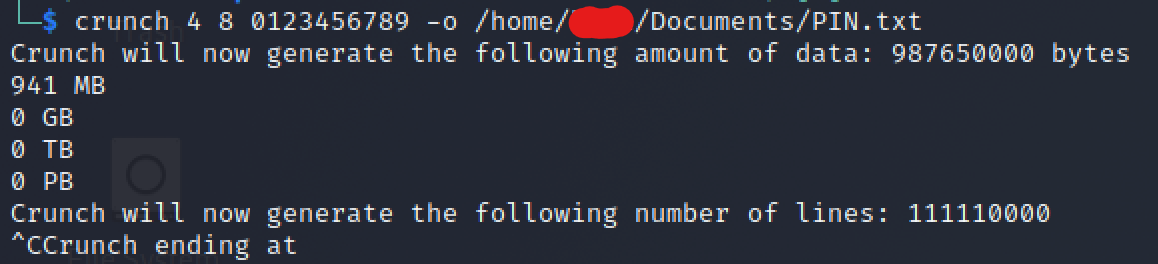 └─$ crunch 4 8 0123456789 -o /home/ /Documents/PIN.txt
Crunch will now generate the following amount of data: 987650000 bytes
941 MB
0 GB
0 TB
0 PB
Crunch will now generate the following number of lines: 111110000
^CCrunch ending at